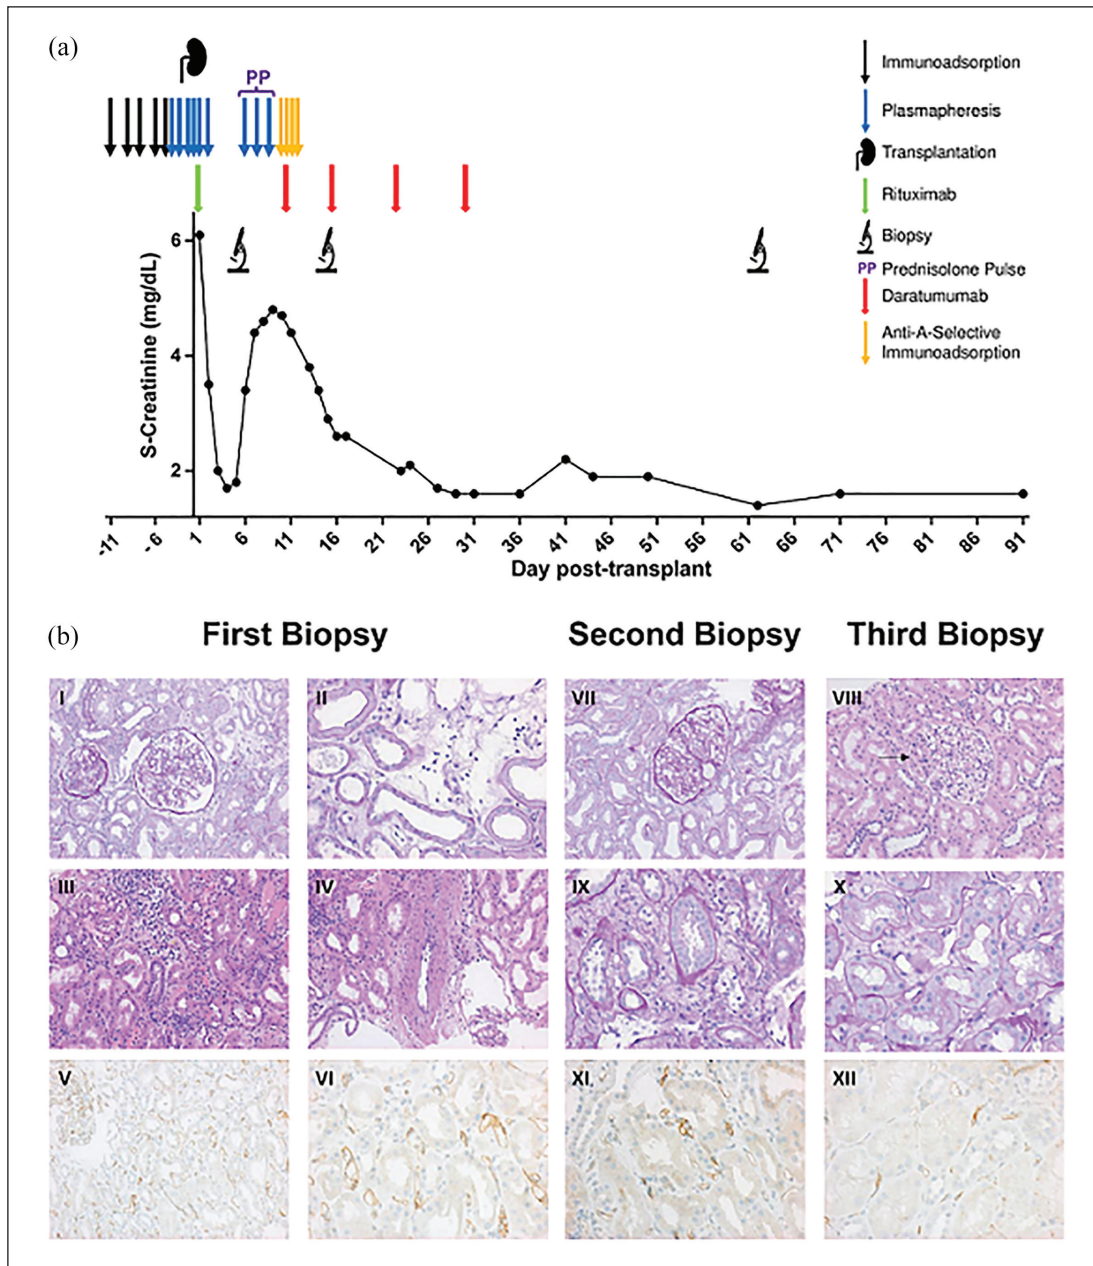 (a)
PP
Immunoadsorption
Plasmapheresis
Transplantation
Rituximab
Biopsy
PP Prednisolone Pulse
Daratumumab
Anti-A-Selective
Immunoadsorption
S-Creatinine (mg/dL)
6
4
2
-11 -6 1 6 11 16 21 26 31 36 41 46 51 56 61 66 71 76 81 86 91
Day post-transplant
(b)
First Biopsy Second Biopsy Third Biopsy
I II VII VIII
III IV IX X
V VI XI XII